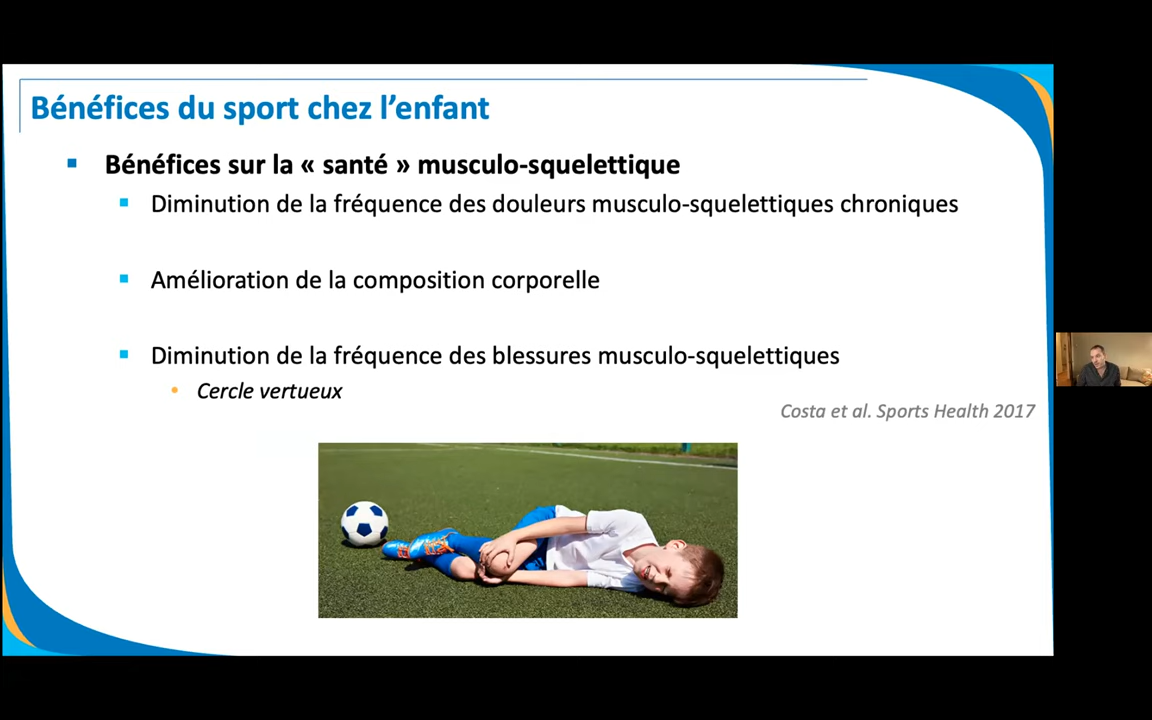 Bénéfices du sport chez l’enfant
Bénéfices sur la « santé » musculo-squelettique
Diminution de la fréquence des douleurs musculo-squelettiques chroniques
Amélioration de la composition corporelle
Diminution de la fréquence des blessures musculo-squelettiques
Cercle vertueux
Costa et al. Sports Health 2017